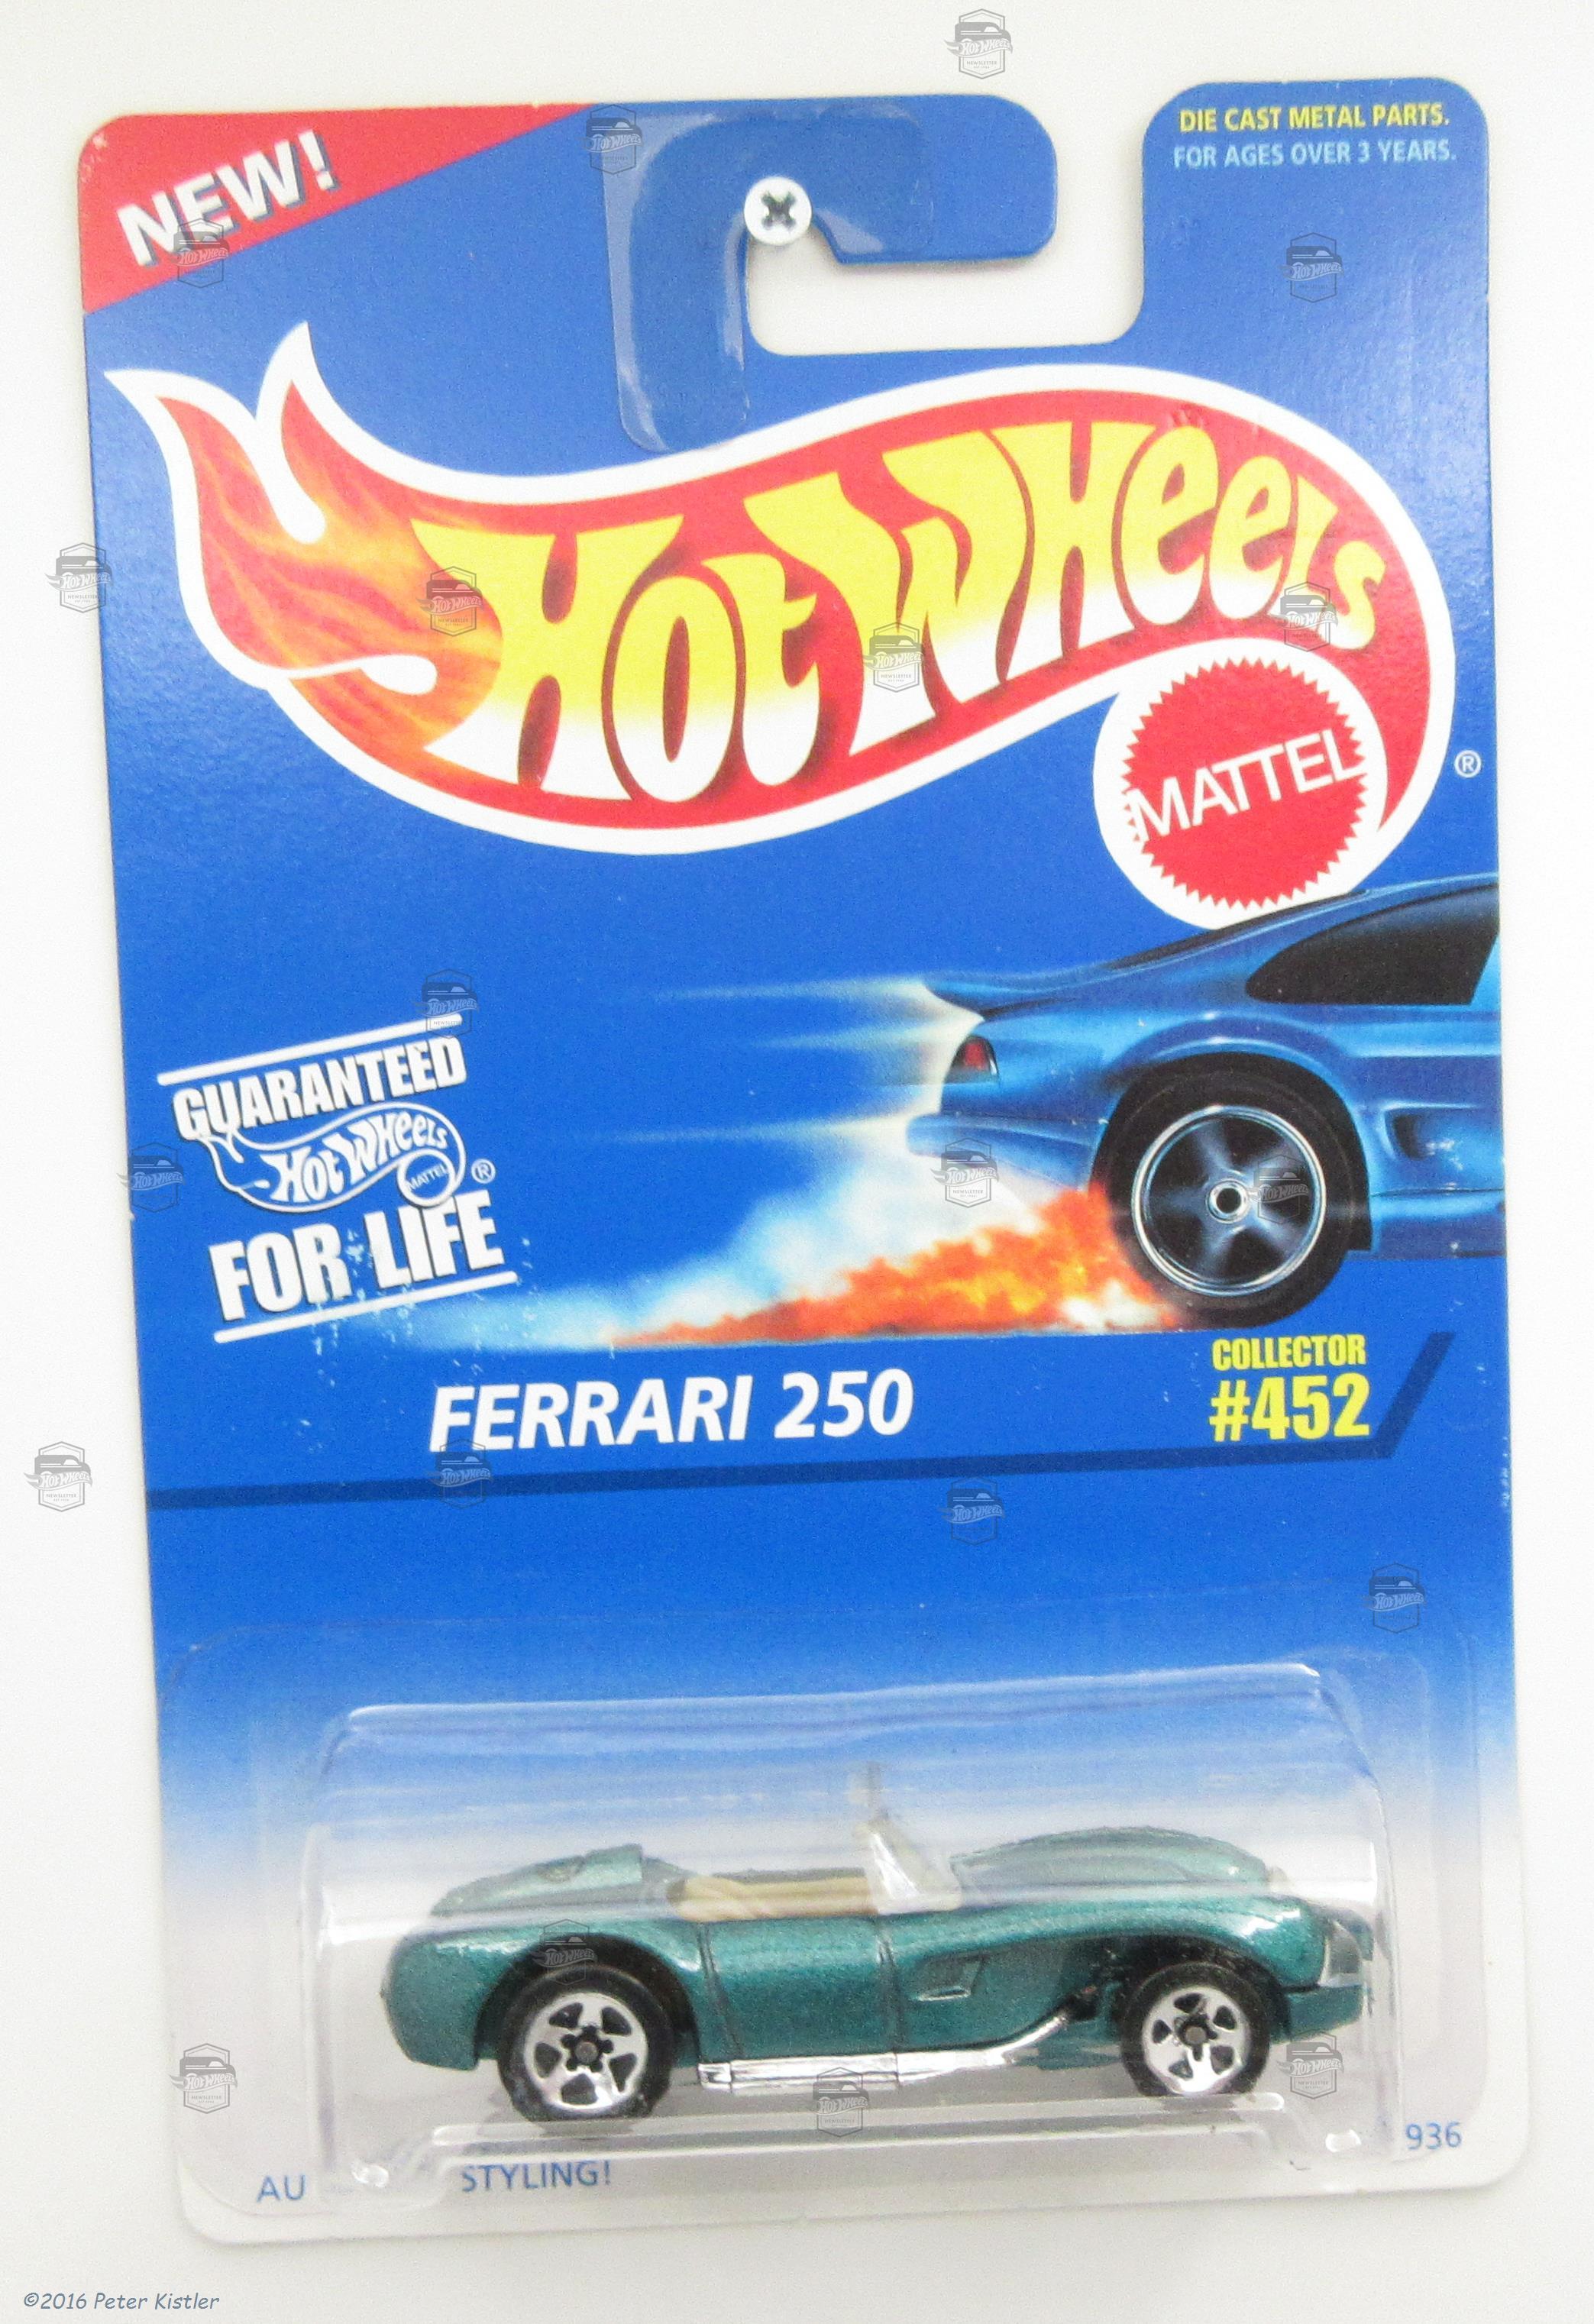 NEW!
DIE CAST METAL PARTS.
FOR AGES OVER 3 YEARS.
Hot Wheels
MATTEL
®
GUARANTEED
Hot Wheels
MATTEL ®
FOR LIFE
FERRARI 250
COLLECTOR
#452
936
AU STYLING!
©2016 Peter Kistler